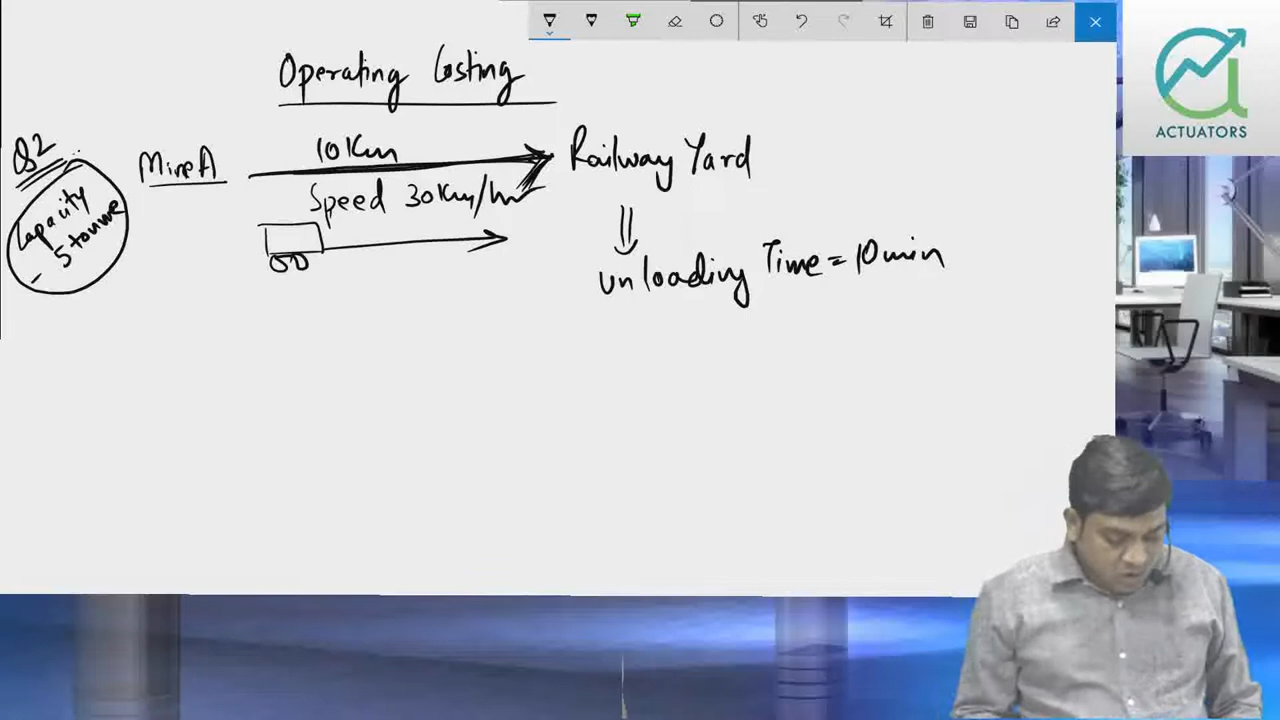 Operating Costing
Q2
Mine A
10 Km
Railway Yard
Speed 30 Km/hr
Capacity
- 5 tonne
unloading Time = 10 min
ACTUATORS